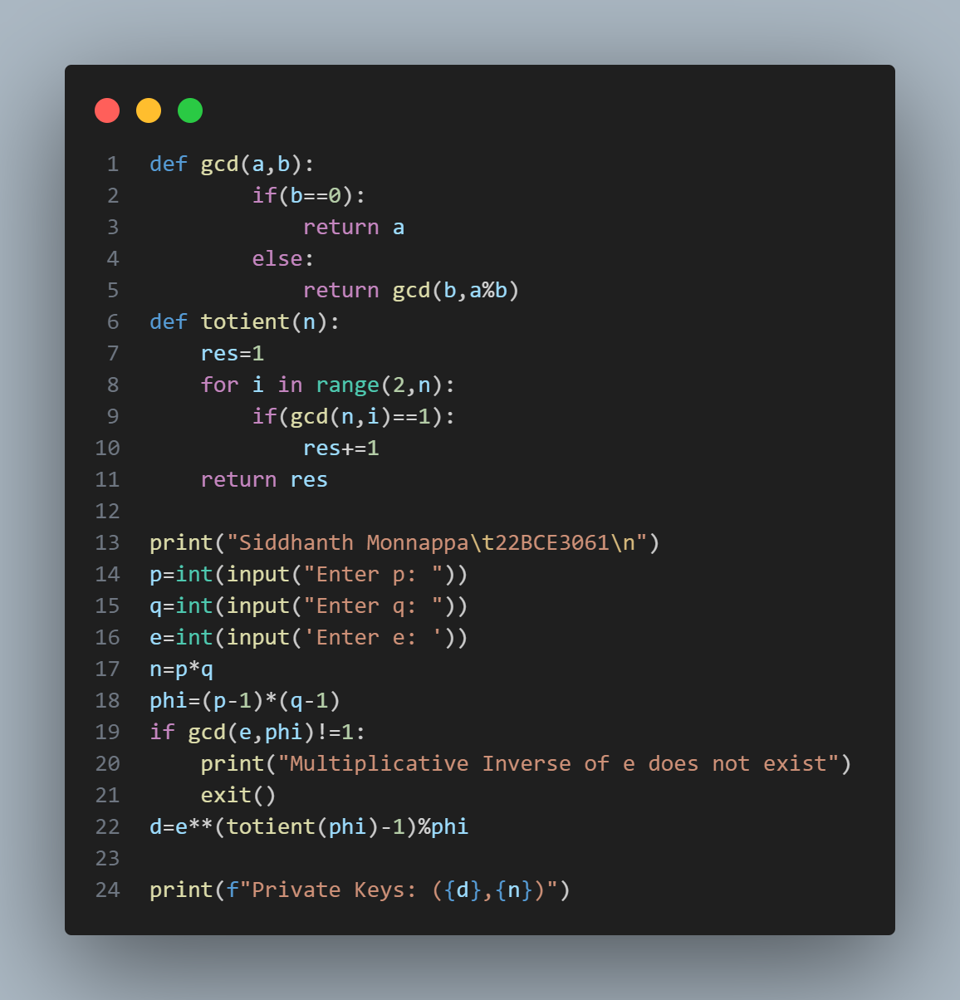 1 def gcd(a,b):
2         if(b==0):
3             return a
4         else:
5             return gcd(b,a%b)
6 def totient(n):
7     res=1
8     for i in range(2,n):
9         if(gcd(n,i)==1):
10             res+=1
11     return res
12
13 print("Siddhanth Monnappa\t22BCE3061\n")
14 p=int(input("Enter p: "))
15 q=int(input("Enter q: "))
16 e=int(input('Enter e: '))
17 n=p*q
18 phi=(p-1)*(q-1)
19 if gcd(e,phi)!=1:
20     print("Multiplicative Inverse of e does not exist")
21     exit()
22 d=e**(totient(phi)-1)%phi
23
24 print(f"Private Keys: ({d},{n})")